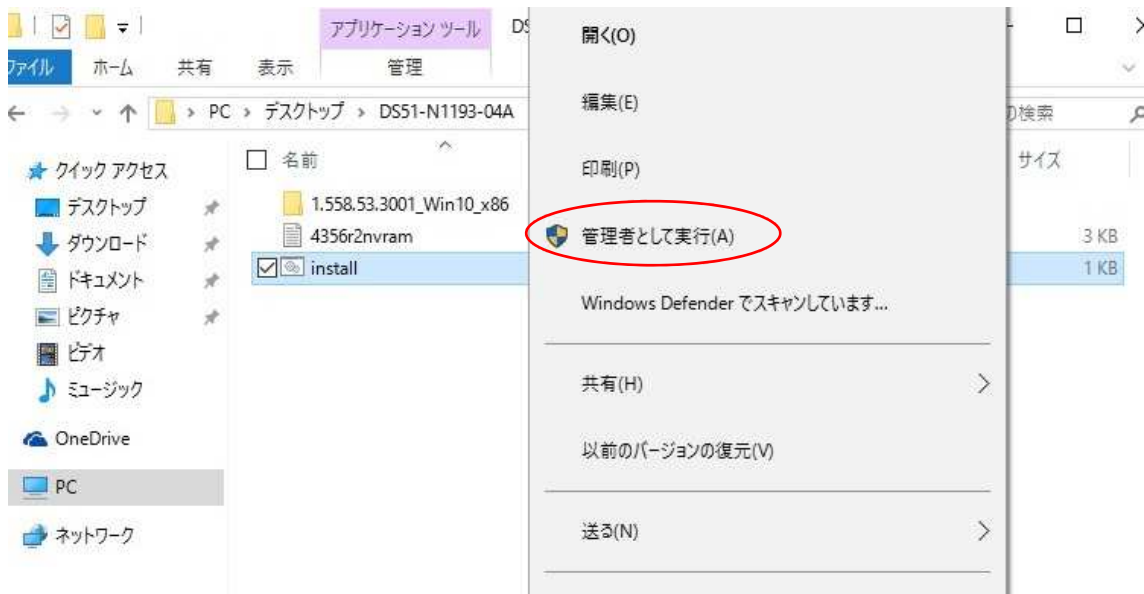 アプリケーション ツール
DS
ファイル
ホーム
共有
表示
管理
PC › デスクトップ › DS51-N1193-04A
の検索
クイック アクセス
デスクトップ
ダウンロード
ドキュメント
ピクチャ
ビデオ
ミュージック
OneDrive
PC
ネットワーク
名前
サイズ
1.558.53.3001_Win10_x86
4356r2nvram
3 KB
install
1 KB
開く(O)
編集(E)
印刷(P)
管理者として実行(A)
Windows Defender でスキャンしています...
共有(H)
以前のバージョンの復元(V)
送る(N)